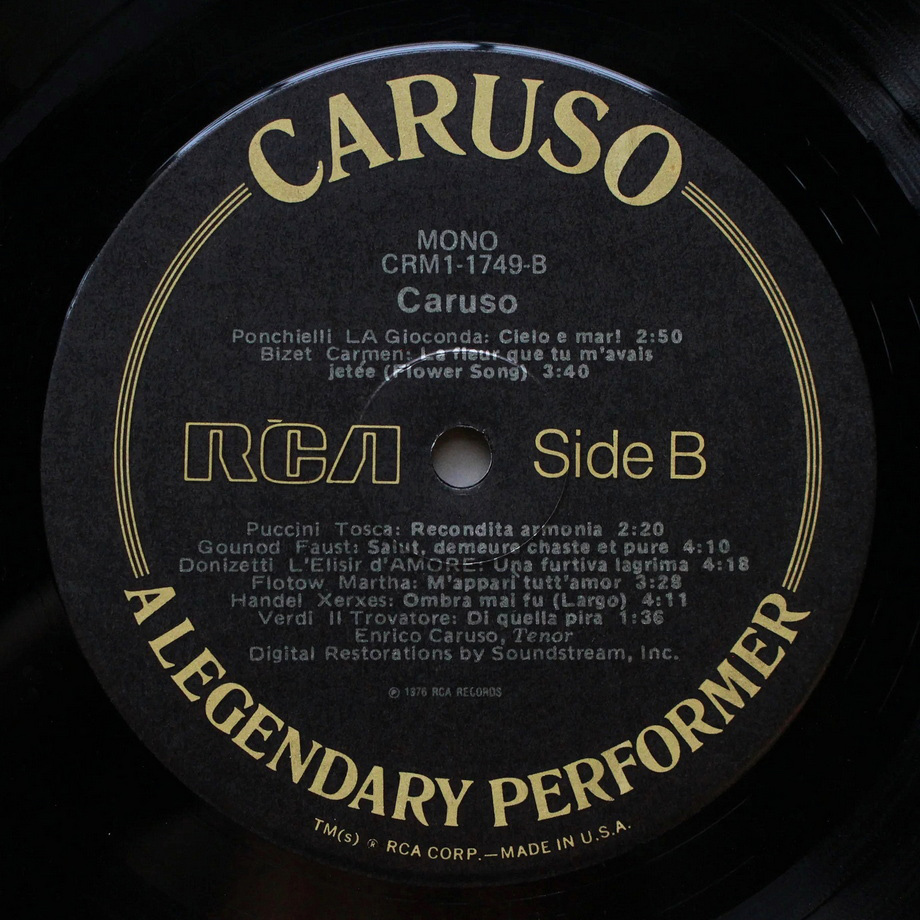 CARUSO
MONO
CRM1-1749-B
Caruso
Ponchielli LA Gioconda: Cielo e mar! 2:50
Bizet Carmen: La fleur que tu m'avais
jetée (Flower Song) 3:40
RCA Side B
Puccini Tosca: Recondita armonia 2:20
Gounod Faust: Salut, demeure chaste et pure 4:10
Donizetti L'Elisir d'AMORE: Una furtiva lagrima 4:18
Flotow Martha: M'appari tutt'amor 3:28
Handel Xerxes: Ombra mai fu (Largo) 4:11
Verdi Il Trovatore: Di quella pira 1:36
Enrico Caruso, Tenor
Digital Restorations by Soundstream, Inc.
℗ 1976 RCA RECORDS
A LEGENDARY PERFORMER
TM(s) ® RCA CORP.—MADE IN U.S.A.